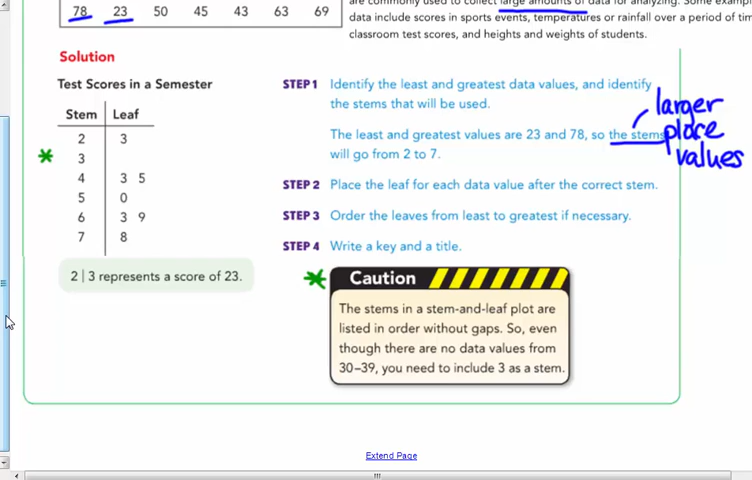 are commonly used to collect large amounts of data for analyzing. Some
78 23 50 45 43 63 69
data include scores in sports events, temperatures or rainfall over a period of
classroom test scores, and heights and weights of students.
Solution
Test Scores in a Semester
Stem Leaf
2 3
3
4 3 5
5 0
6 3 9
7 8
2 | 3 represents a score of 23.
STEP 1 Identify the least and greatest data values, and identify
the stems that will be used.
The least and greatest values are 23 and 78, so the stems
will go from 2 to 7.
larger
place
values
STEP 2 Place the leaf for each data value after the correct stem.
STEP 3 Order the leaves from least to greatest if necessary.
STEP 4 Write a key and a title.
Caution
The stems in a stem-and-leaf plot are
listed in order without gaps. So, even
though there are no data values from
30–39, you need to include 3 as a stem.
Extend Page